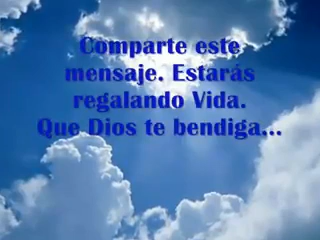 Comparte este
mensaje. Estarás
regalando Vida.
Que Dios te bendiga...